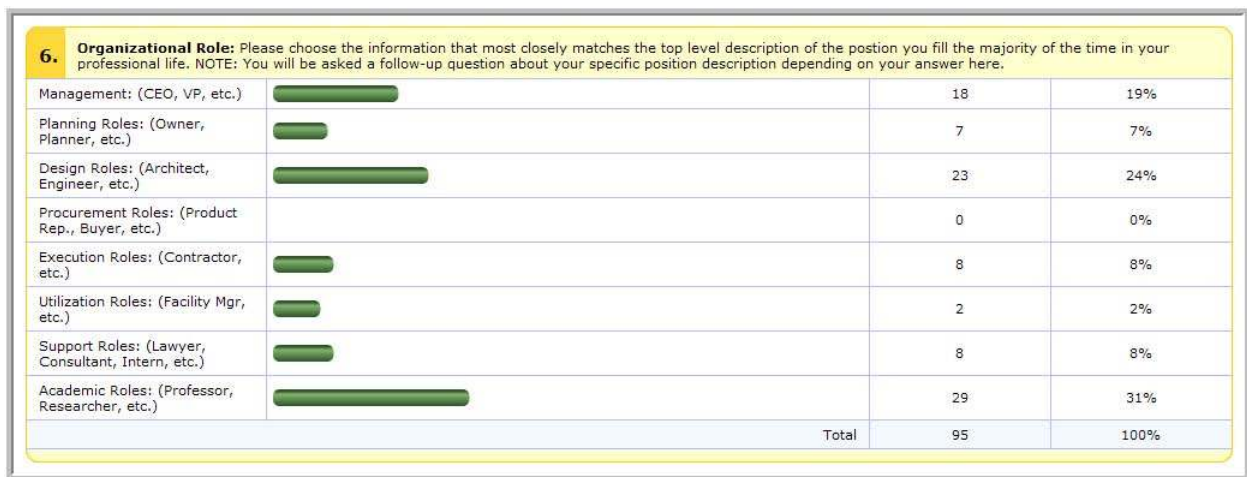 6. Organizational Role: Please choose the information that most closely matches the top level description of the postion you fill the majority of the time in your
professional life. NOTE: You will be asked a follow-up question about your specific position description depending on your answer here.
Management: (CEO, VP, etc.) 18 19%
Planning Roles: (Owner,
Planner, etc.) 7 7%
Design Roles: (Architect,
Engineer, etc.) 23 24%
Procurement Roles: (Product
Rep., Buyer, etc.) 0 0%
Execution Roles: (Contractor,
etc.) 8 8%
Utilization Roles: (Facility Mgr,
etc.) 2 2%
Support Roles: (Lawyer,
Consultant, Intern, etc.) 8 8%
Academic Roles: (Professor,
Researcher, etc.) 29 31%
Total 95 100%